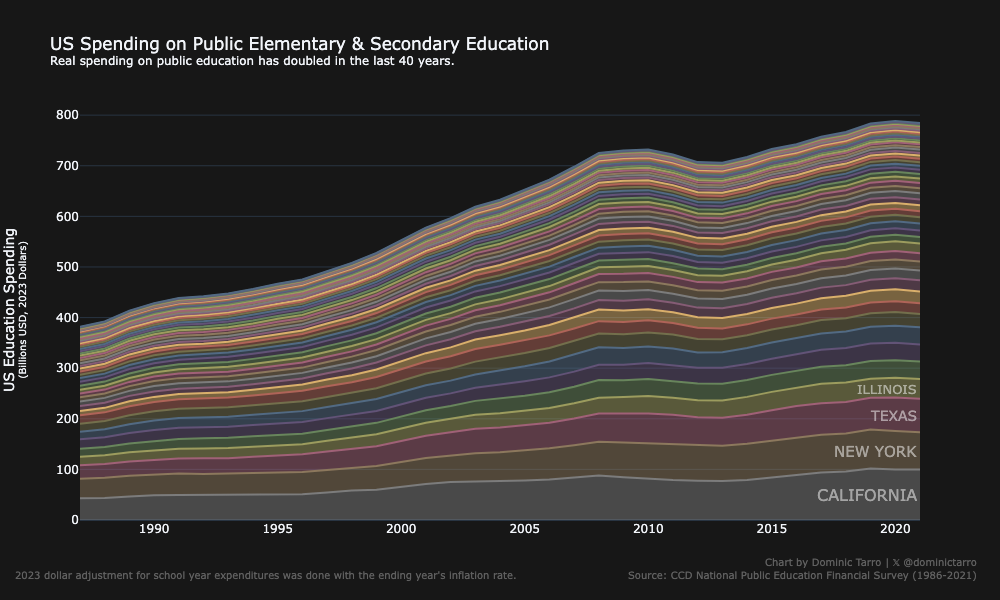 US Spending on Public Elementary & Secondary Education
Real spending on public education has doubled in the last 40 years.
US Education Spending
(Billions USD, 2023 Dollars)
800
700
600
500
400
300
200
100
0
ILLINOIS
TEXAS
NEW YORK
CALIFORNIA
1990 1995 2000 2005 2010 2015 2020
Chart by Dominic Tarro | 𝕏 @dominictarro
2023 dollar adjustment for school year expenditures was done with the ending year's inflation rate.
Source: CCD National Public Education Financial Survey (1986-2021)